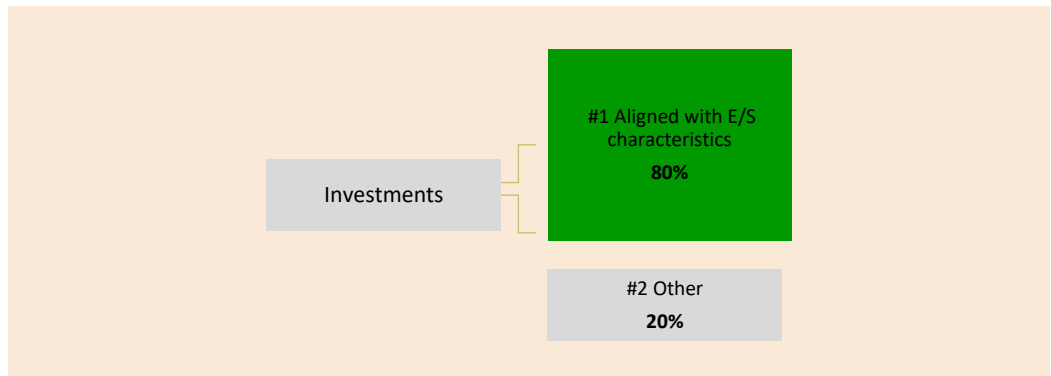 #1 Aligned with E/S
characteristics
80%
Investments
#2 Other
20%